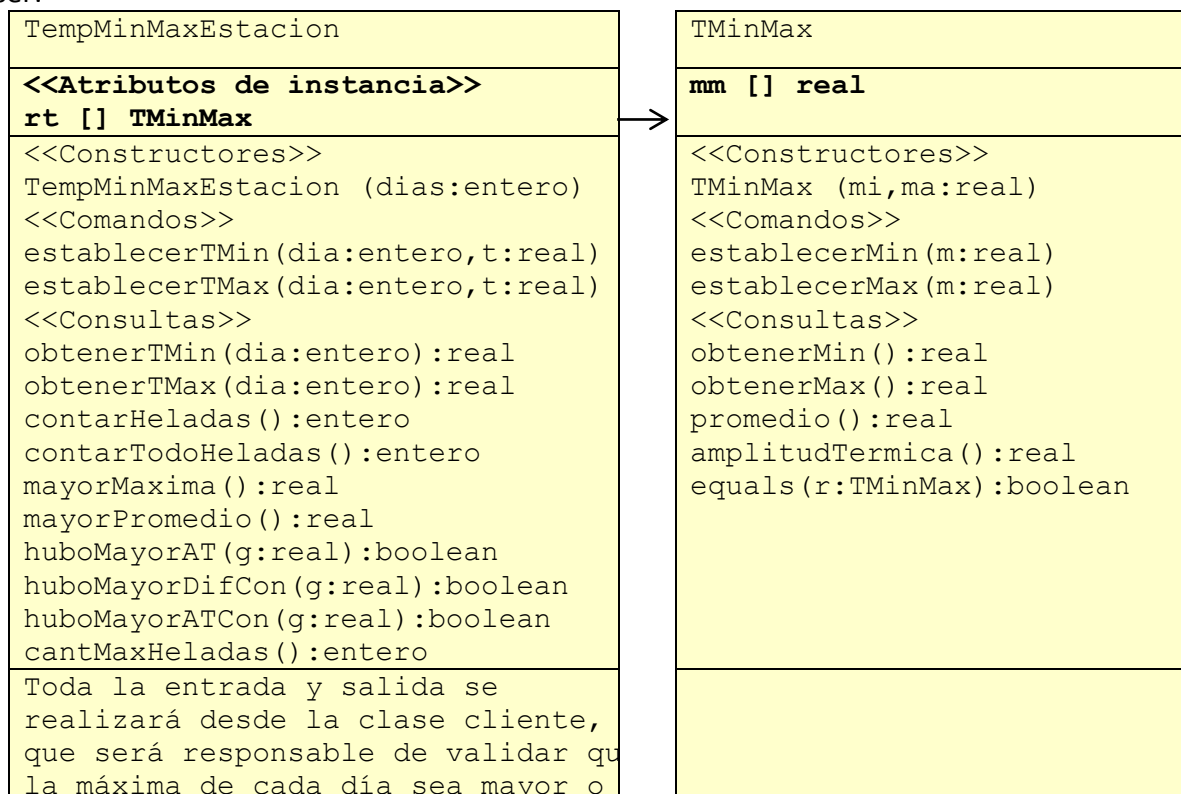 ser:
TempMinMaxEstacion
<<Atributos de instancia>>
rt [] TMinMax
<<Constructores>>
TempMinMaxEstacion (dias:entero)
<<Comandos>>
establecerTMin(dia:entero,t:real)
establecerTMax(dia:entero,t:real)
<<Consultas>>
obtenerTMin(dia:entero):real
obtenerTMax(dia:entero):real
contarHeladas():entero
contarTodoHeladas():entero
mayorMaxima():real
mayorPromedio():real
huboMayorAT(g:real):boolean
huboMayorDifCon(g:real):boolean
huboMayorATCon(g:real):boolean
cantMaxHeladas():entero
Toda la entrada y salida se
realizará desde la clase cliente,
que será responsable de validar qu
la máxima de cada día sea mayor o
TMinMax
mm [] real
<<Constructores>>
TMinMax (mi,ma:real)
<<Comandos>>
establecerMin(m:real)
establecerMax(m:real)
<<Consultas>>
obtenerMin():real
obtenerMax():real
promedio():real
amplitudTermica():real
equals(r:TMinMax):boolean